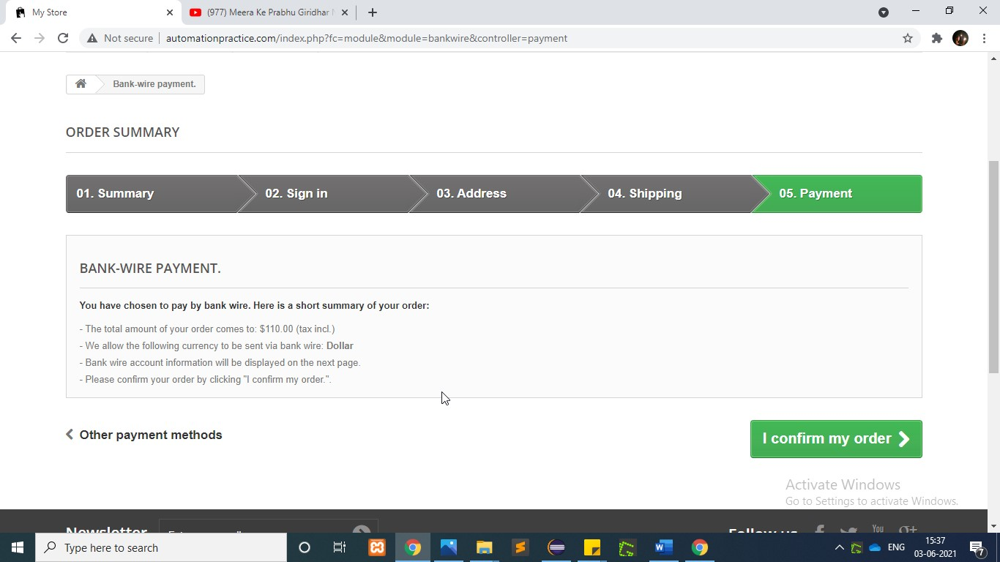 My Store
(977) Meera Ke Prabhu Giridhar
Not secure
automationpractice.com/index.php?fc=module&module=bankwire&controller=payment
Bank-wire payment.
ORDER SUMMARY
01. Summary
02. Sign in
03. Address
04. Shipping
05. Payment
BANK-WIRE PAYMENT.
You have chosen to pay by bank wire. Here is a short summary of your order:
- The total amount of your order comes to: $110.00 (tax incl.)
- We allow the following currency to be sent via bank wire: Dollar
- Bank wire account information will be displayed on the next page.
- Please confirm your order by clicking "I confirm my order.".
Other payment methods
I confirm my order
Activate Windows
Go to Settings to activate Windows.
Newsletter
Follow us
You
g+
Type here to search
W
ENG
15:37
03-06-2021
7